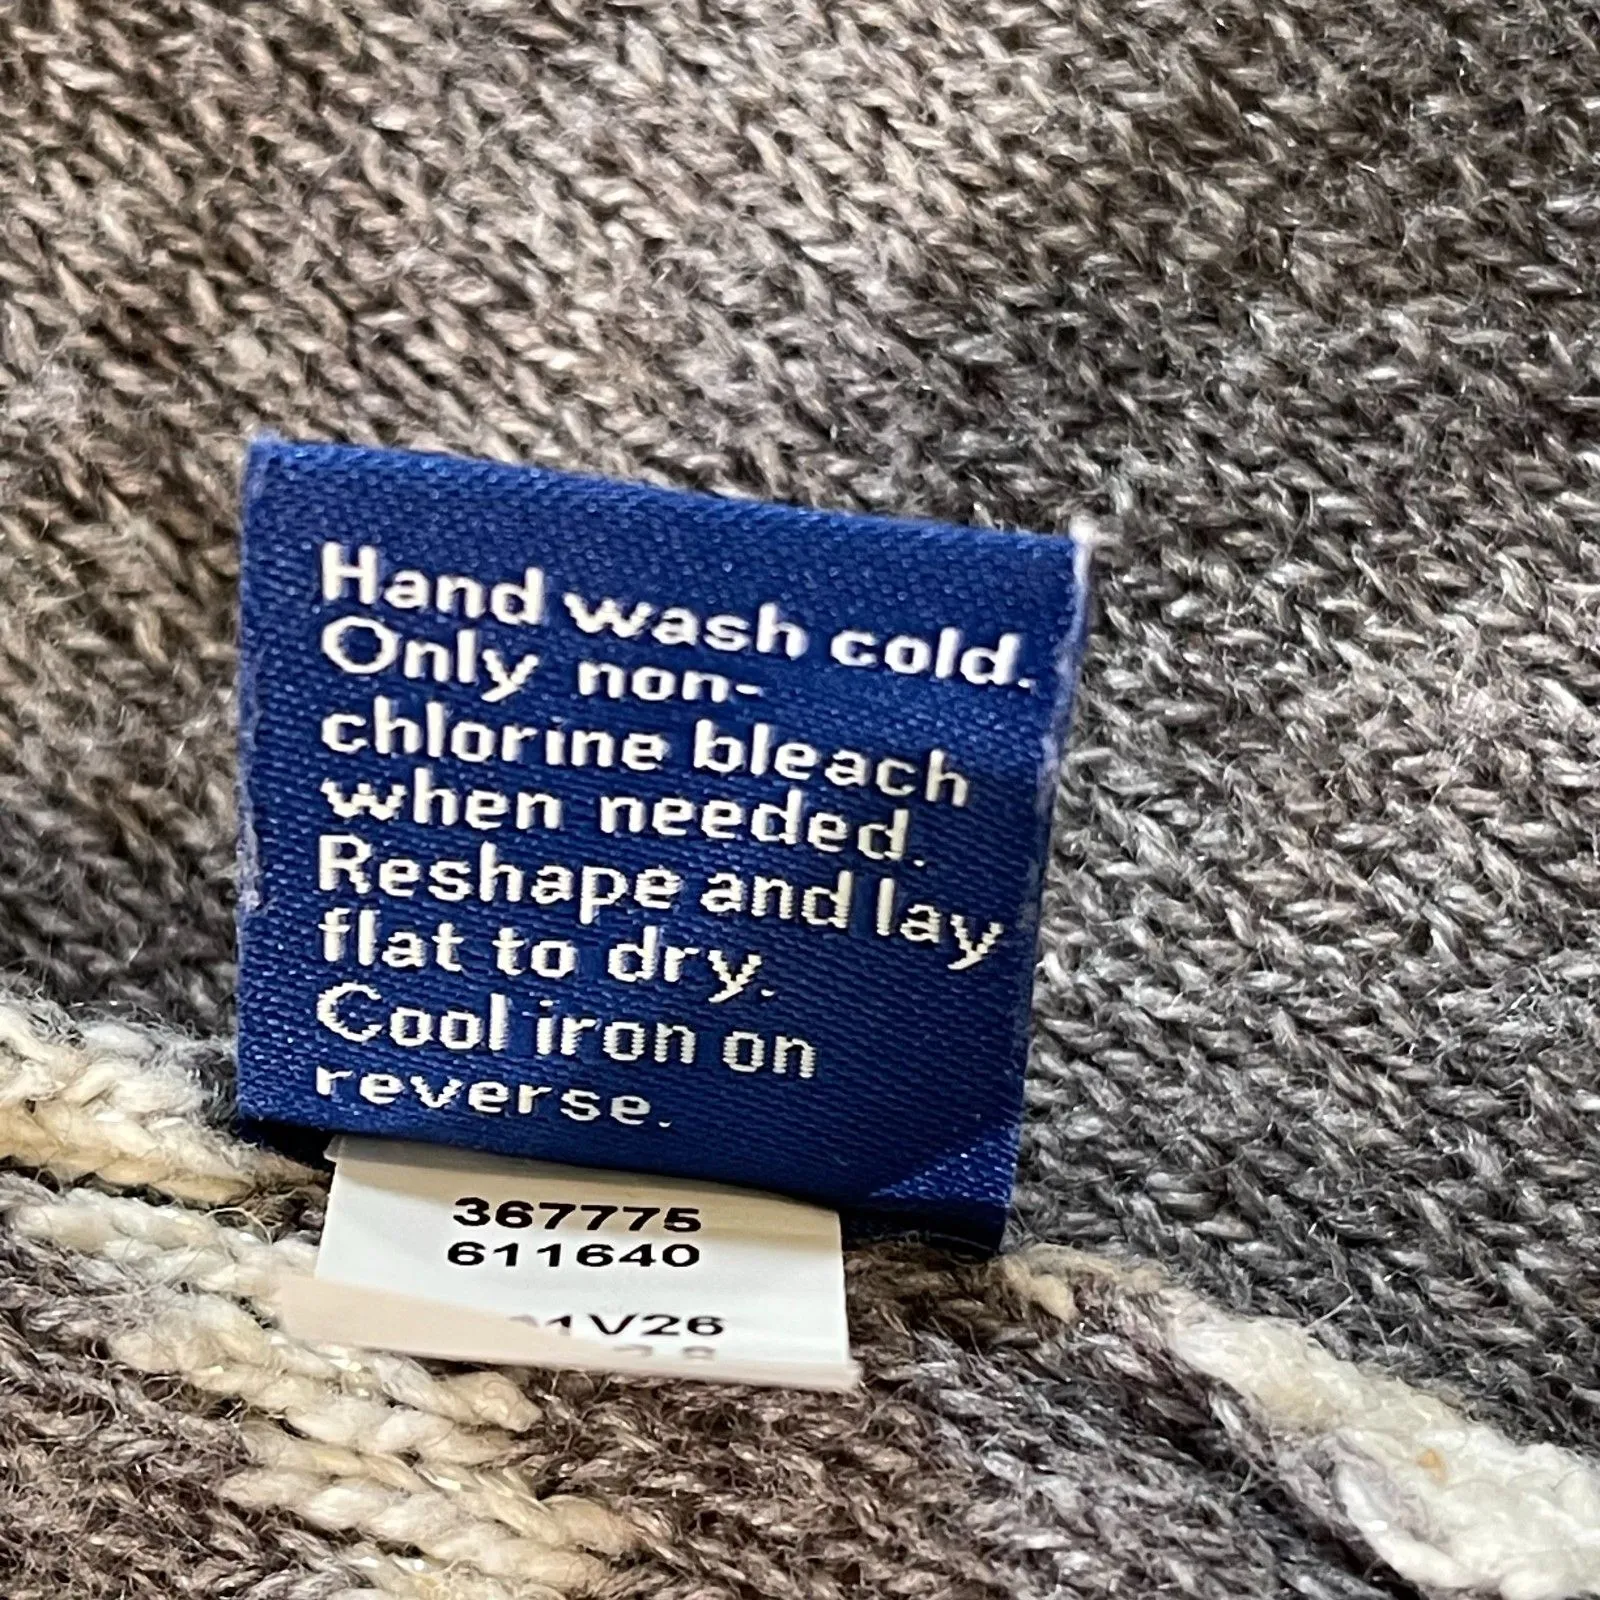 Hand wash cold.
Only non-
chlorine bleach
when needed.
Reshape and lay
flat to dry.
Cool iron on
reverse.
367775
611640